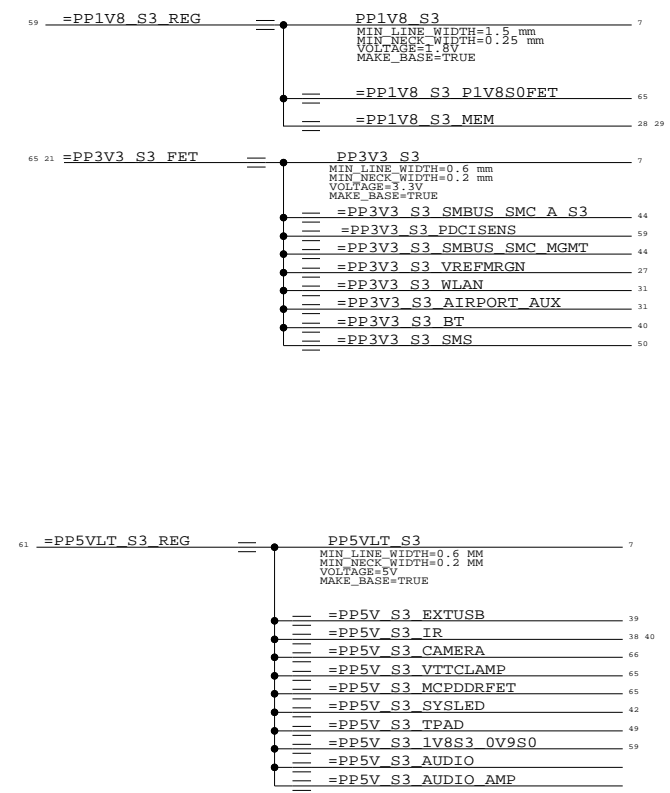 59 =PP1V8_S3_REG PP1V8_S3 7
MIN_LINE_WIDTH=1.5 mm
MIN_NECK_WIDTH=0.25 mm
VOLTAGE=1.8V
MAKE_BASE=TRUE
=PP1V8_S3_P1V8S0FET 65
=PP1V8_S3_MEM 28 29
65 21 =PP3V3_S3_FET PP3V3_S3 7
MIN_LINE_WIDTH=0.6 mm
MIN_NECK_WIDTH=0.2 mm
VOLTAGE=3.3V
MAKE_BASE=TRUE
=PP3V3_S3_SMBUS_SMC_A_S3 44
=PP3V3_S3_PDCISENS 59
=PP3V3_S3_SMBUS_SMC_MGMT 44
=PP3V3_S3_VREFMRGN 27
=PP3V3_S3_WLAN 31
=PP3V3_S3_AIRPORT_AUX 31
=PP3V3_S3_BT 40
=PP3V3_S3_SMS 50
61 =PP5VLT_S3_REG PP5VLT_S3 7
MIN_LINE_WIDTH=0.6 MM
MIN_NECK_WIDTH=0.2 MM
VOLTAGE=5V
MAKE_BASE=TRUE
=PP5V_S3_EXTUSB 39
=PP5V_S3_IR 38 40
=PP5V_S3_CAMERA 66
=PP5V_S3_VTTCLAMP 65
=PP5V_S3_MCPDDRFET 65
=PP5V_S3_SYSLED 42
=PP5V_S3_TPAD 49
=PP5V_S3_1V8S3_0V9S0 59
=PP5V_S3_AUDIO
=PP5V_S3_AUDIO_AMP